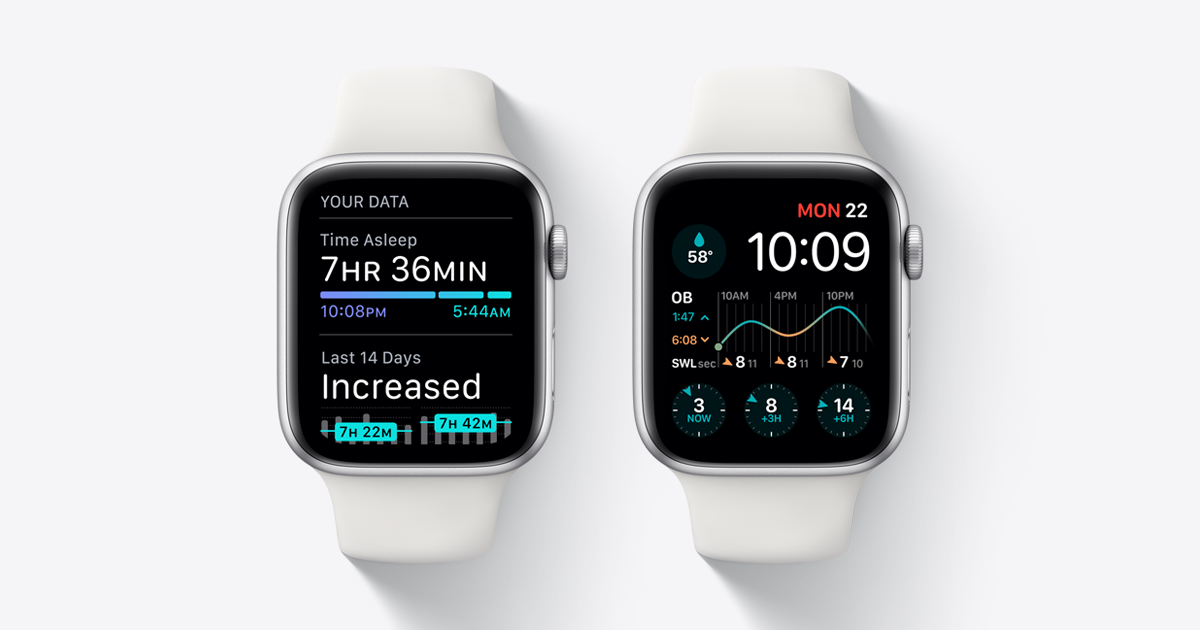 YOUR DATA
Time Asleep
7HR 36MIN
10:08PM 5:44AM
Last 14 Days
Increased
7H 22M 7H 42M
MON 22
58°
10:09
OB 10AM 4PM 10PM
1:47
6:08
SWL sec 8 11 8 11 7 10
3 8 14
NOW +3H +6H